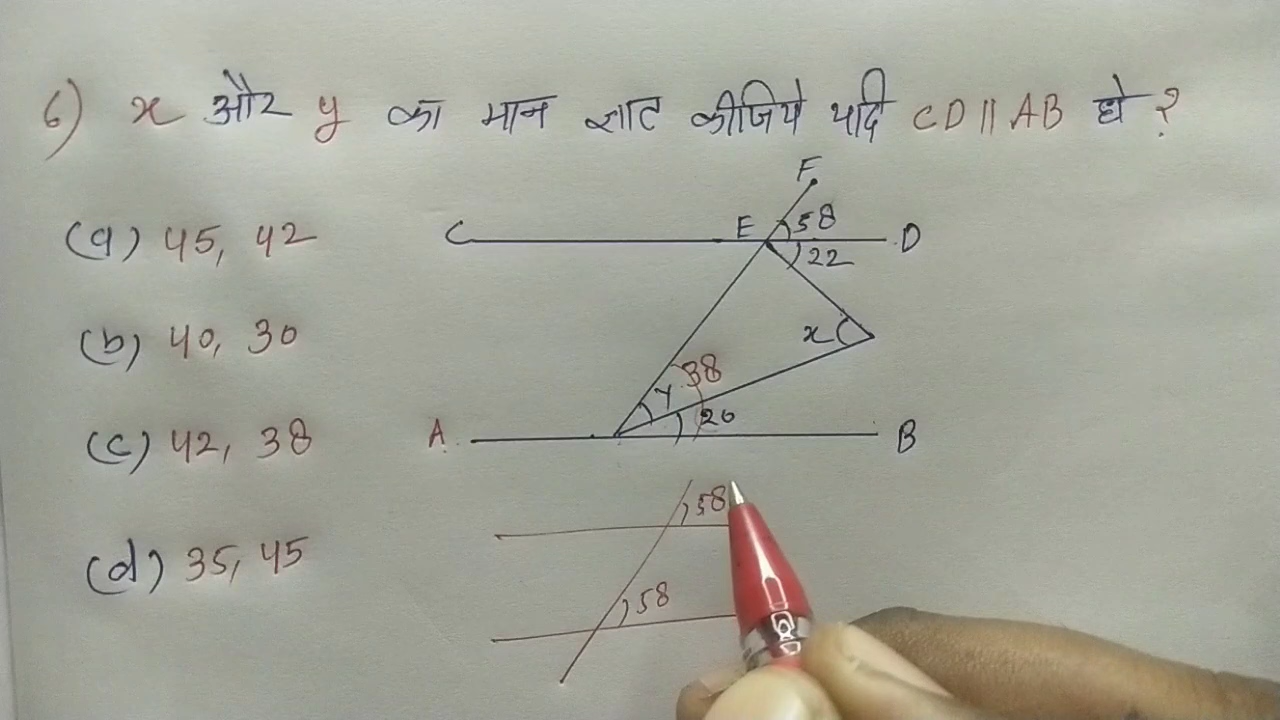 6) x और y का मान ज्ञाट कीजिये यदि CD || AB हो ?
F
(a) 45, 42
C
E
58
D
22
(b) 40, 30
x
38
y
20
(c) 42, 38
A
B
58
(d) 35, 45
58